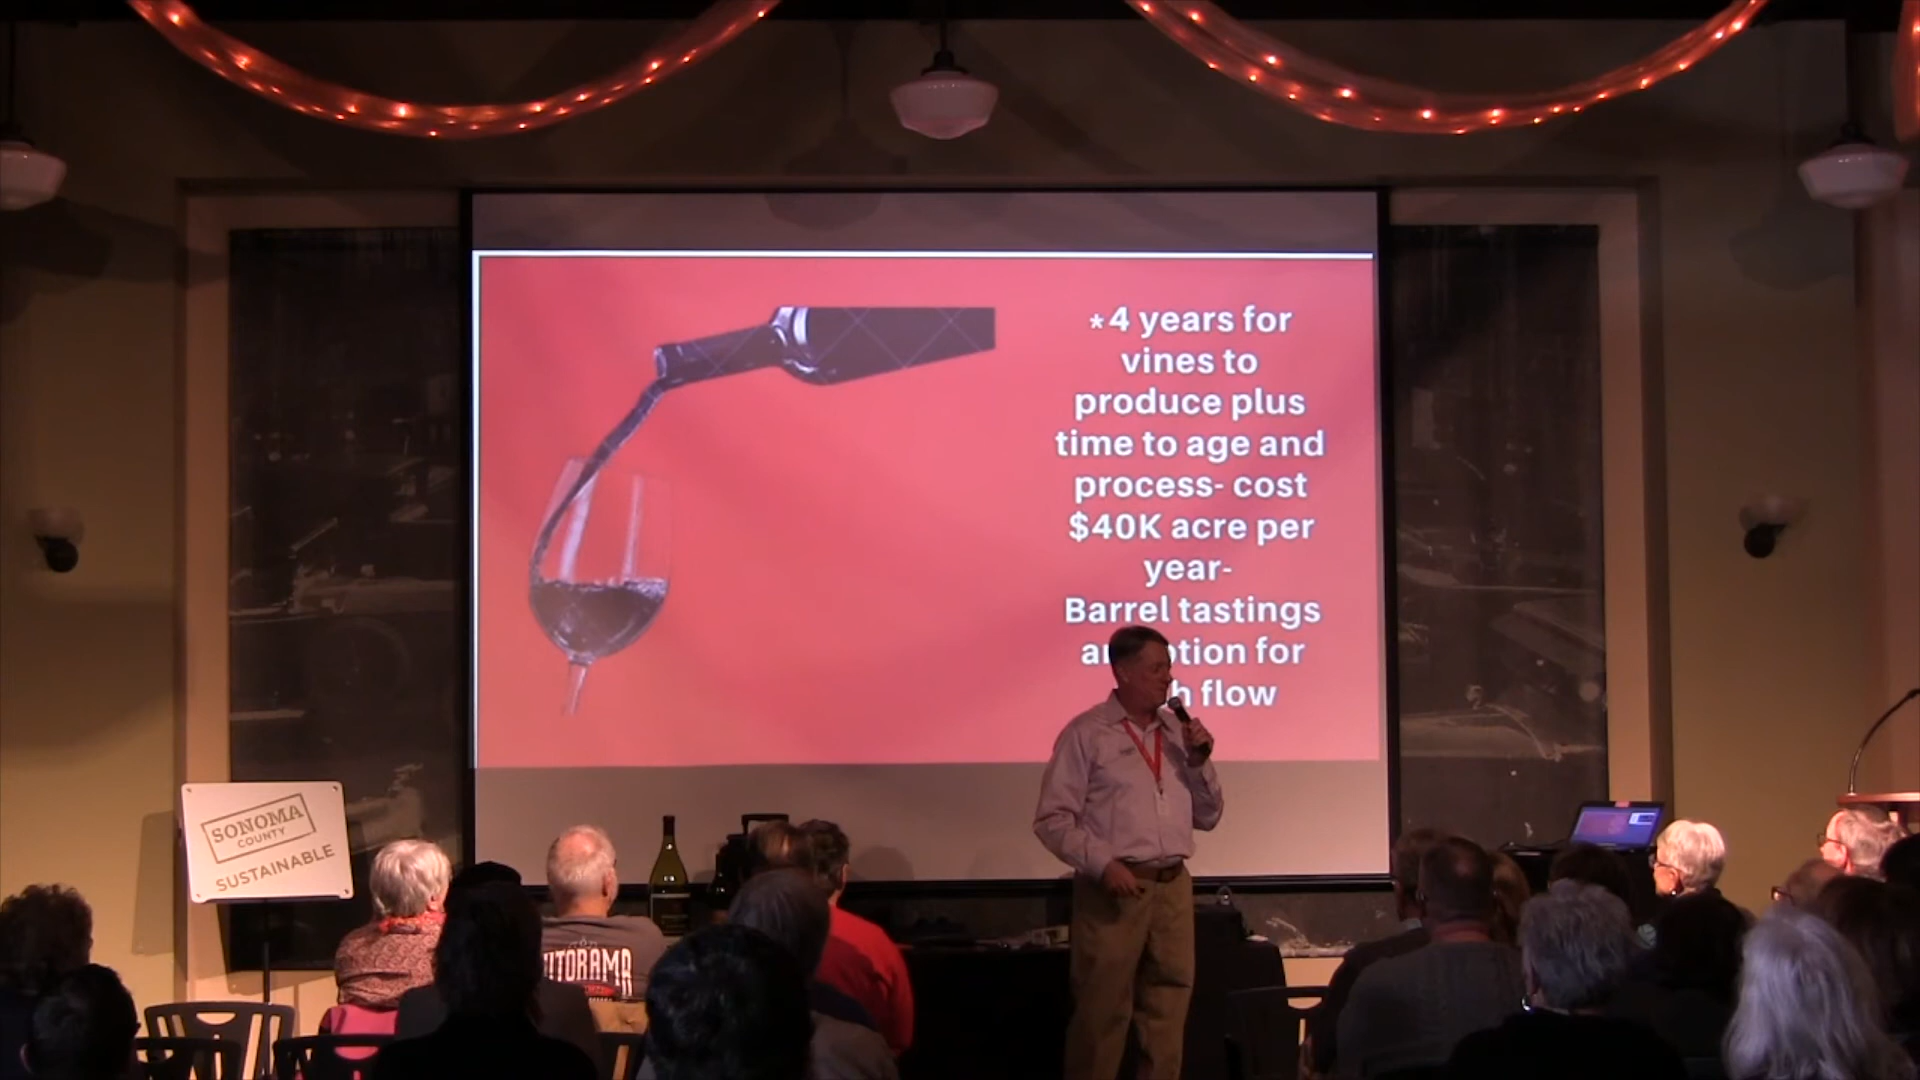 *4 years for
vines to
produce plus
time to age and
process- cost
$40K acre per
year-
Barrel tastings
for
flow
SONOMA
COUNTY
SUSTAINABLE